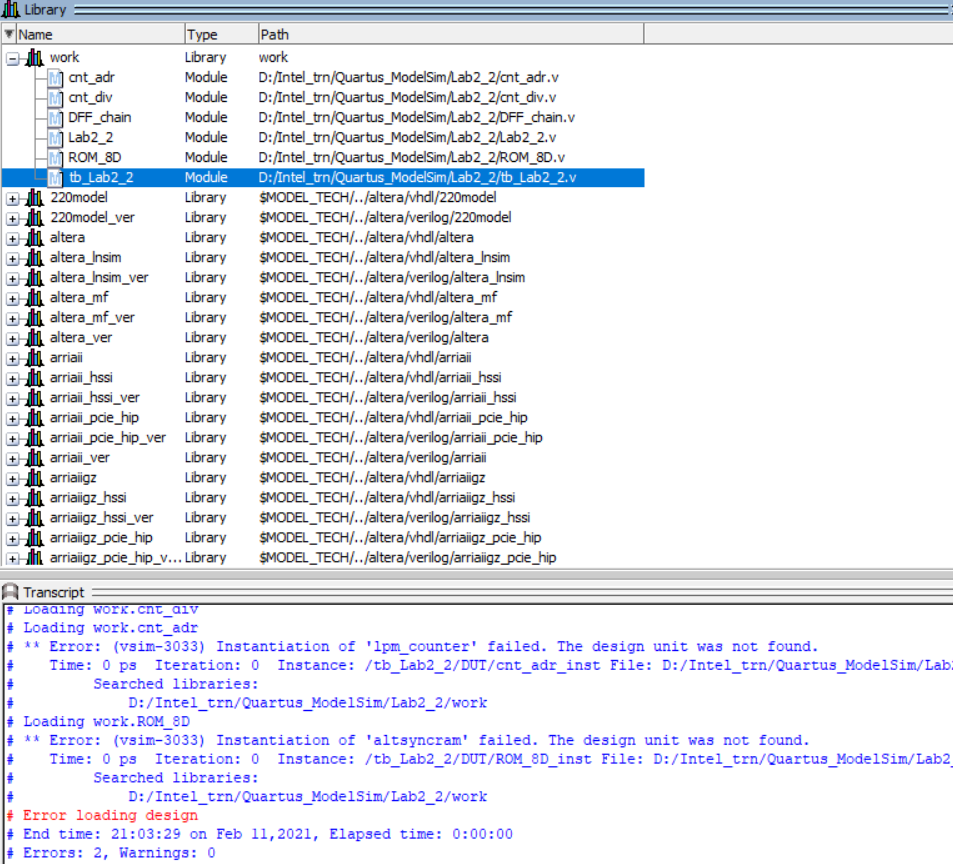 Library
Name Type Path
work Library work
cnt_adr Module D:/Intel_trn/Quartus_ModelSim/Lab2_2/cnt_adr.v
cnt_div Module D:/Intel_trn/Quartus_ModelSim/Lab2_2/cnt_div.v
DFF_chain Module D:/Intel_trn/Quartus_ModelSim/Lab2_2/DFF_chain.v
Lab2_2 Module D:/Intel_trn/Quartus_ModelSim/Lab2_2/Lab2_2.v
ROM_8D Module D:/Intel_trn/Quartus_ModelSim/Lab2_2/ROM_8D.v
tb_Lab2_2 Module D:/Intel_trn/Quartus_ModelSim/Lab2_2/tb_Lab2_2.v
220model Library $MODEL_TECH/../altera/vhdl/220model
220model_ver Library $MODEL_TECH/../altera/verilog/220model
altera Library $MODEL_TECH/../altera/vhdl/altera
altera_lnsim Library $MODEL_TECH/../altera/vhdl/altera_lnsim
altera_lnsim_ver Library $MODEL_TECH/../altera/verilog/altera_lnsim
altera_mf Library $MODEL_TECH/../altera/vhdl/altera_mf
altera_mf_ver Library $MODEL_TECH/../altera/verilog/altera_mf
altera_ver Library $MODEL_TECH/../altera/verilog/altera
arriaii Library $MODEL_TECH/../altera/vhdl/arriaii
arriaii_hssi Library $MODEL_TECH/../altera/vhdl/arriaii_hssi
arriaii_hssi_ver Library $MODEL_TECH/../altera/verilog/arriaii_hssi
arriaii_pcie_hip Library $MODEL_TECH/../altera/vhdl/arriaii_pcie_hip
arriaii_pcie_hip_ver Library $MODEL_TECH/../altera/verilog/arriaii_pcie_hip
arriaii_ver Library $MODEL_TECH/../altera/verilog/arriaii
arriaiigz Library $MODEL_TECH/../altera/vhdl/arriaiigz
arriaiigz_hssi Library $MODEL_TECH/../altera/vhdl/arriaiigz_hssi
arriaiigz_hssi_ver Library $MODEL_TECH/../altera/verilog/arriaiigz_hssi
arriaiigz_pcie_hip Library $MODEL_TECH/../altera/vhdl/arriaiigz_pcie_hip
arriaiigz_pcie_hip_v... Library $MODEL_TECH/../altera/verilog/arriaiigz_pcie_hip
Transcript
# Loading work.cnt_div
# Loading work.cnt_adr
# ** Error: (vsim-3033) Instantiation of 'lpm_counter' failed. The design unit was not found.
# Time: 0 ps Iteration: 0 Instance: /tb_Lab2_2/DUT/cnt_adr_inst File: D:/Intel_trn/Quartus_ModelSim/Lab2
# Searched libraries:
# D:/Intel_trn/Quartus_ModelSim/Lab2_2/work
# Loading work.ROM_8D
# ** Error: (vsim-3033) Instantiation of 'altsyncram' failed. The design unit was not found.
# Time: 0 ps Iteration: 0 Instance: /tb_Lab2_2/DUT/ROM_8D_inst File: D:/Intel_trn/Quartus_ModelSim/Lab2_
# Searched libraries:
# D:/Intel_trn/Quartus_ModelSim/Lab2_2/work
# Error loading design
# End time: 21:03:29 on Feb 11,2021, Elapsed time: 0:00:00
# Errors: 2, Warnings: 0